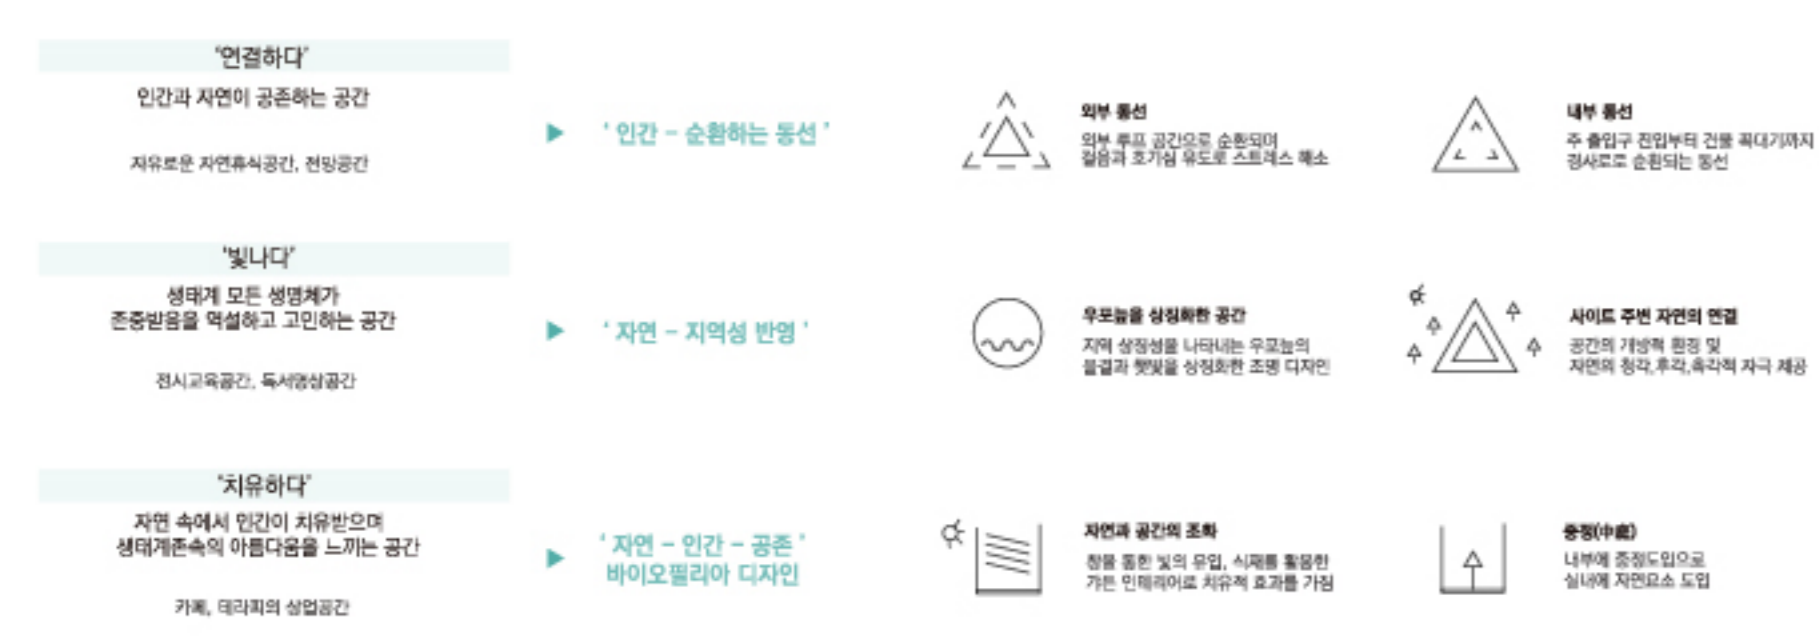 '연결하다'
인간과 자연이 공존하는 공간
자유로운 자연휴식공간, 전망공간
' 인간 – 순환하는 동선 '
외부 동선
외부 루프 공간으로 순환되며
걸음과 호기심 유도로 스트레스 해소
내부 동선
주 출입구 진입부터 건물 꼭대기까지
경사로로 순환되는 동선
'빛나다'
생태계 모든 생명체가
존중받음을 역설하고 고민하는 공간
전시교육공간, 독서명상공간
' 자연 – 지역성 반영 '
우포늪을 상징화한 공간
지역 상징성을 나타내는 우포늪의
물결과 햇빛을 상징화한 조명 디자인
사이트 주변 자연의 연결
공간의 개방적 환경 및
자연의 청각,후각,촉각적 자극 제공
'치유하다'
자연 속에서 인간이 치유받으며
생태계존속의 아름다움을 느끼는 공간
카페, 테라피의 상업공간
' 자연 – 인간 – 공존 '
바이오필리아 디자인
자연과 공간의 조화
창을 통한 빛의 유입, 식재를 활용한
가든 인테리어로 치유적 효과를 가짐
중정(中庭)
내부에 중정도입으로
실내에 자연요소 도입